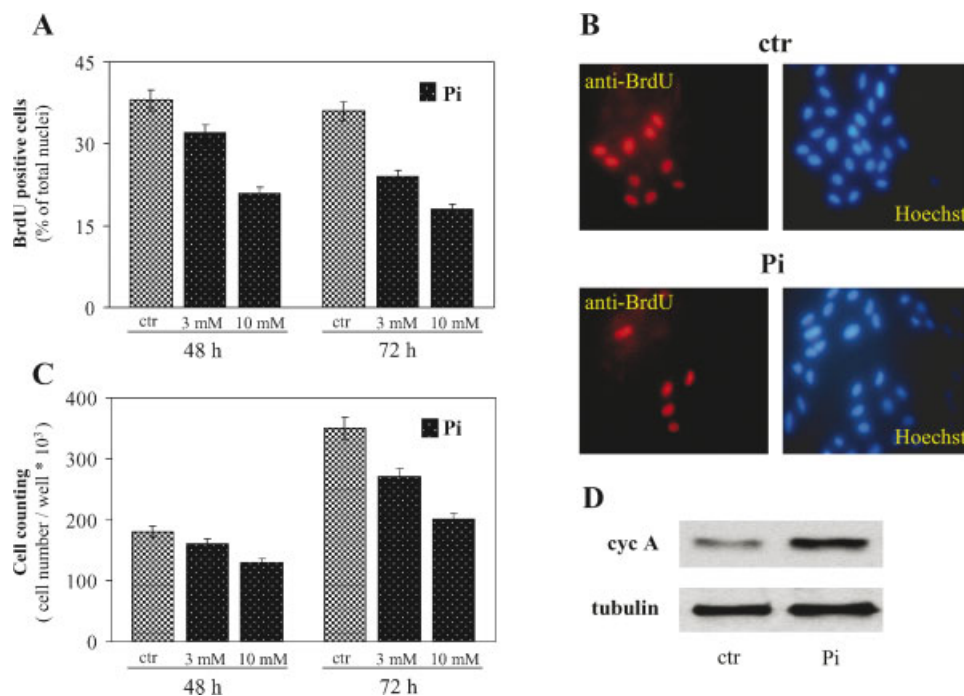 A
BrdU positive cells
(% of total nuclei)
45
30
15
0
Pi
ctr 3 mM 10 mM ctr 3 mM 10 mM
48 h 72 h
B
ctr
anti-BrdU
Hoechst
Pi
anti-BrdU
Hoechst
C
Cell counting
( cell number / well * 10³)
400
300
200
100
0
Pi
ctr 3 mM 10 mM ctr 3 mM 10 mM
48 h 72 h
D
cyc A
tubulin
ctr Pi